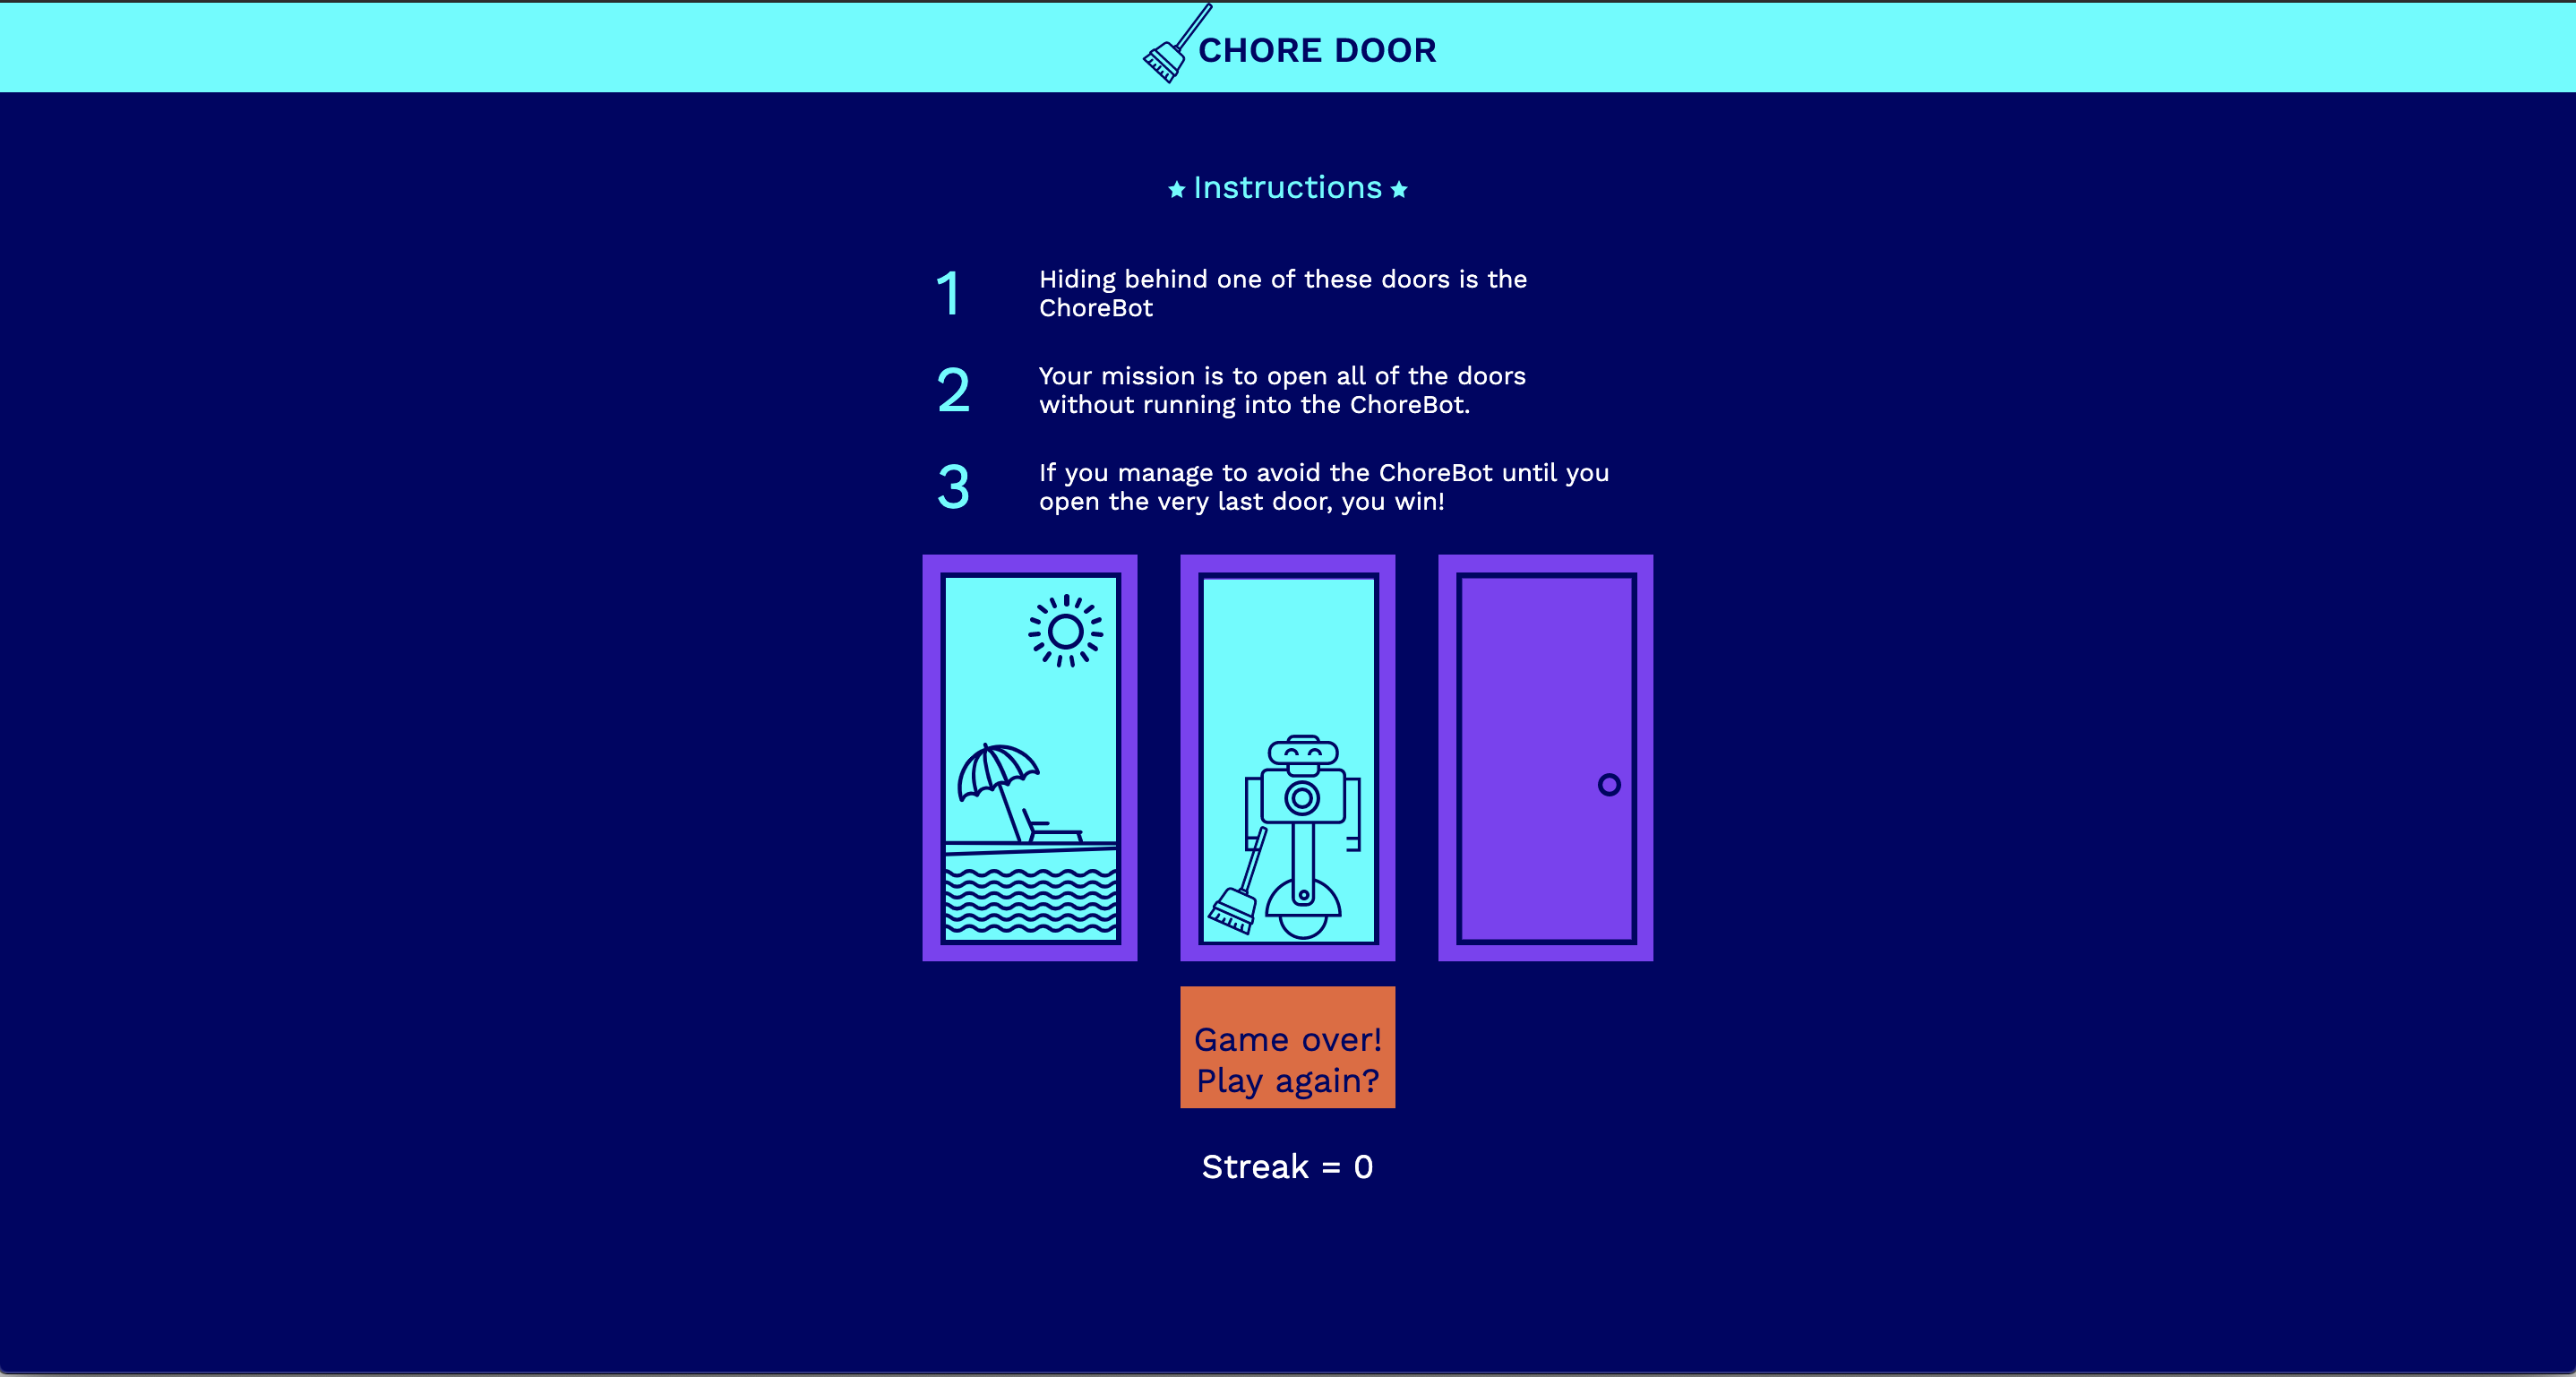 CHORE DOOR
Instructions
1
Hiding behind one of these doors is the
ChoreBot
2
Your mission is to open all of the doors
without running into the ChoreBot.
3
If you manage to avoid the ChoreBot until you
open the very last door, you win!
Game over!
Play again?
Streak = 0